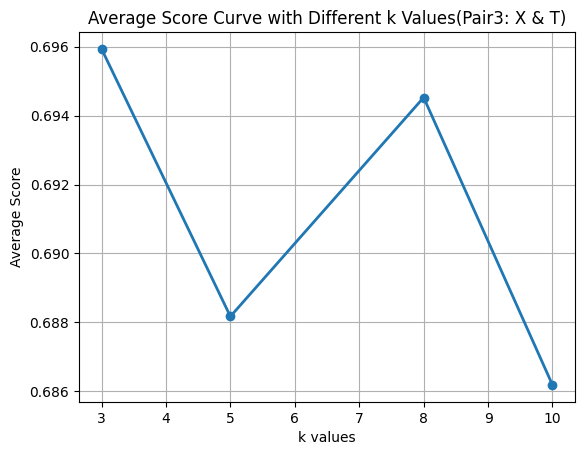 Average Score Curve with Different k Values(Pair3: X & T)
0.696
0.694
0.692
0.690
0.688
0.686
Average Score
3 4 5 6 7 8 9 10
k values